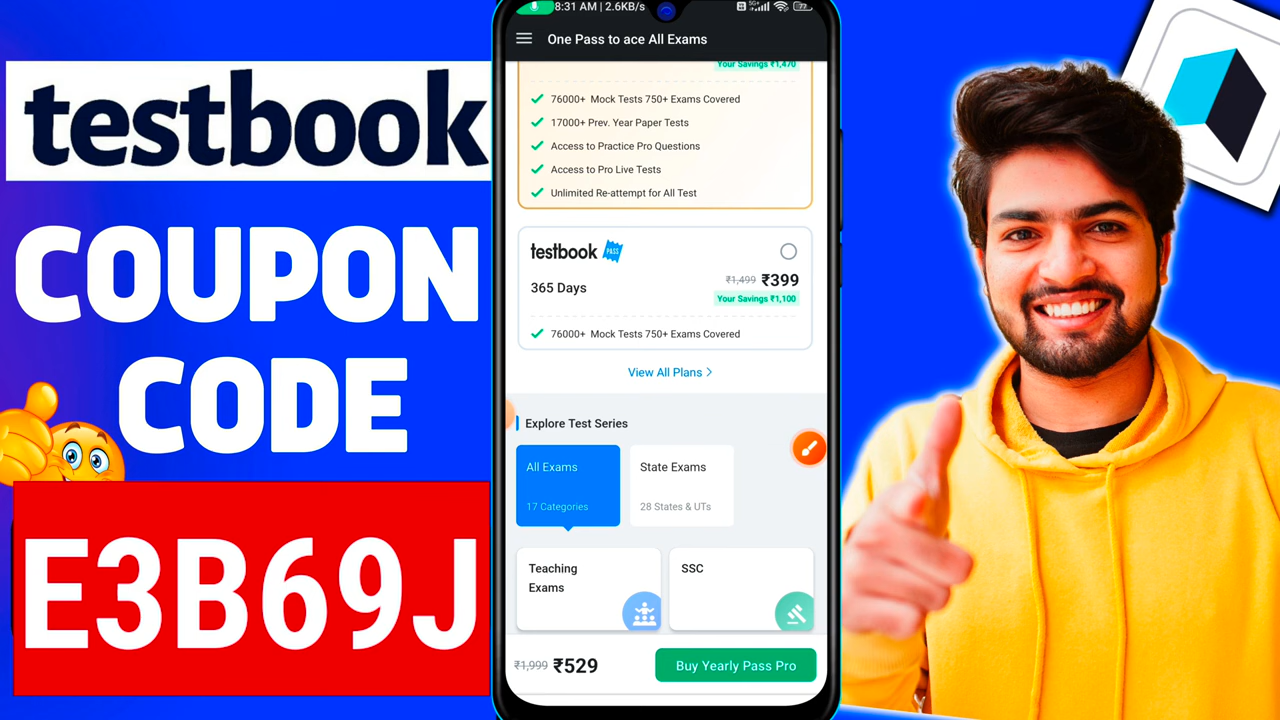 testbook
COUPON
CODE
E3B69J
8:31 AM | 2.6KB/s
77
One Pass to ace All Exams
Your Savings ₹1,470
76000+ Mock Tests 750+ Exams Covered
17000+ Prev. Year Paper Tests
Access to Practice Pro Questions
Access to Pro Live Tests
Unlimited Re-attempt for All Test
testbook PASS
365 Days
₹1,499 ₹399
Your Savings ₹1,100
76000+ Mock Tests 750+ Exams Covered
View All Plans >
Explore Test Series
All Exams
17 Categories
State Exams
28 States & UTs
Teaching
Exams
SSC
₹1,999 ₹529
Buy Yearly Pass Pro